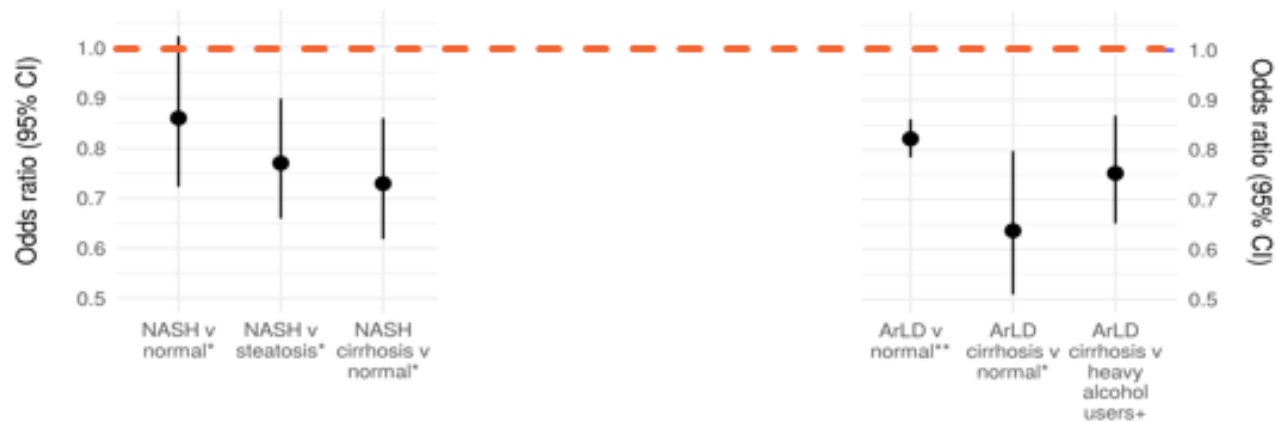 Odds ratio (95% CI)
1.0
0.9
0.8
0.7
0.6
0.5
NASH v
normal*
NASH v
steatosis*
NASH
cirrhosis v
normal*
ArLD v
normal**
ArLD
cirrhosis v
normal*
ArLD
cirrhosis v
heavy
alcohol
users+
1.0
0.9
0.8
0.7
0.6
0.5
Odds ratio (95% CI)